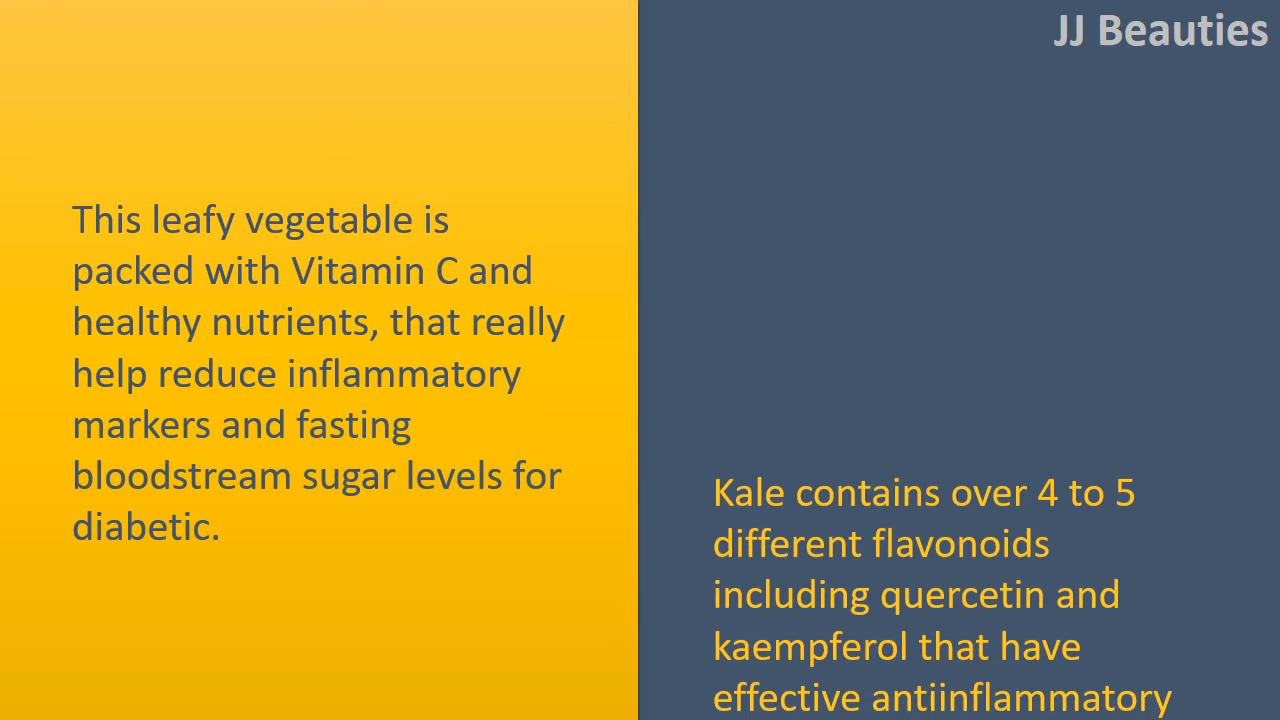 JJ Beauties
This leafy vegetable is
packed with Vitamin C and
healthy nutrients, that really
help reduce inflammatory
markers and fasting
bloodstream sugar levels for
diabetic.
Kale contains over 4 to 5
different flavonoids
including quercetin and
kaempferol that have
effective antiinflammatory